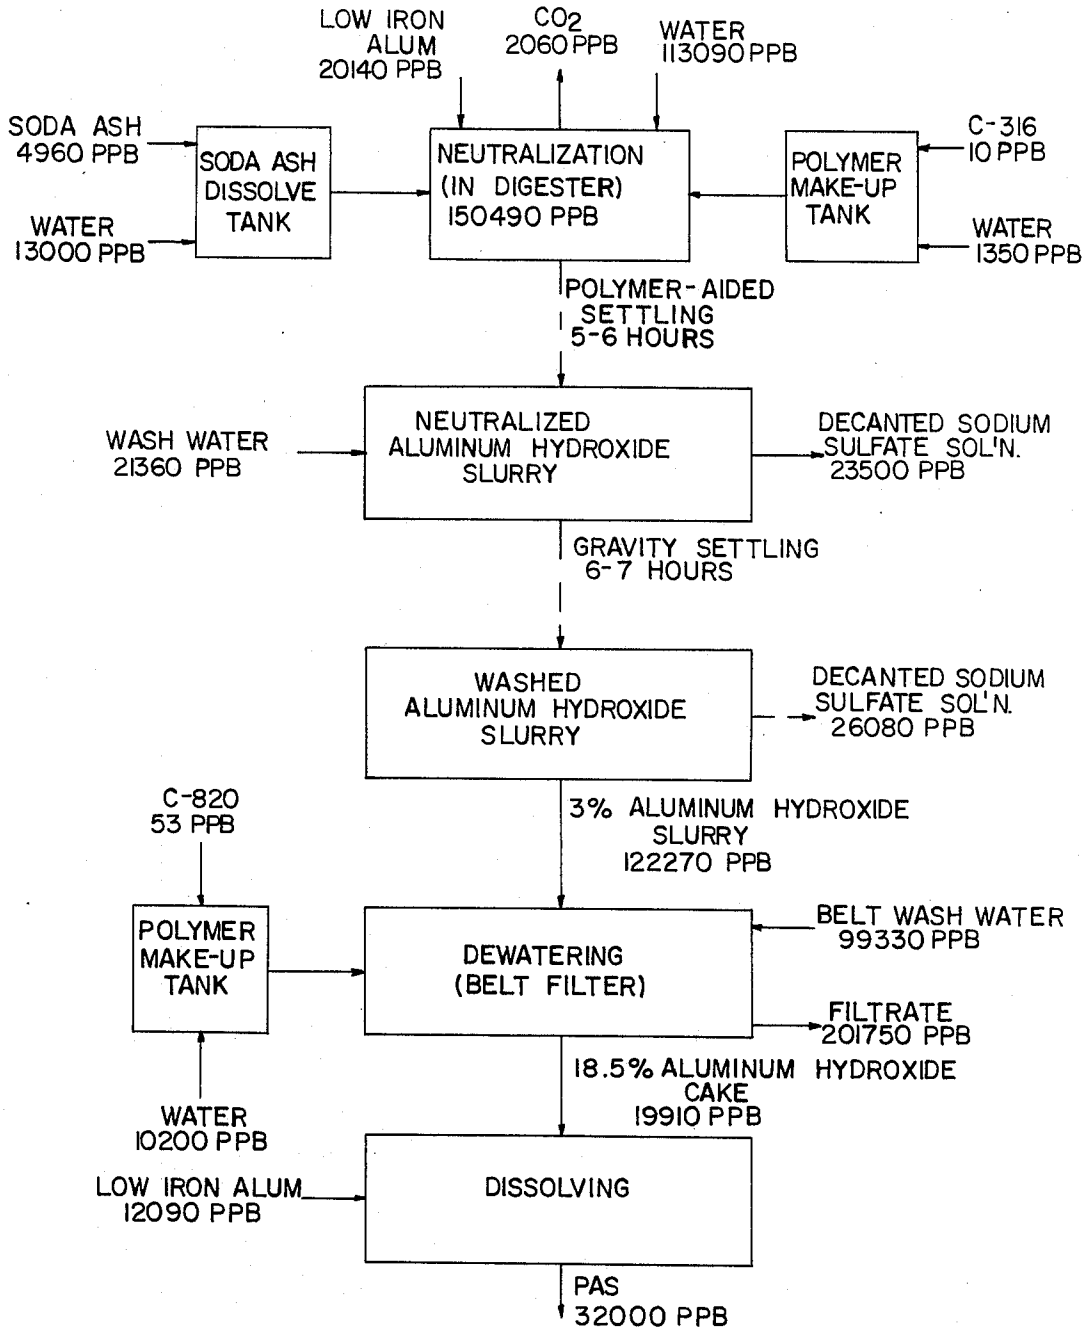 LOW IRON
ALUM
20140 PPB
CO2
2060 PPB
WATER
113090 PPB
SODA ASH
4960 PPB
WATER
13000 PPB
SODA ASH
DISSOLVE
TANK
NEUTRALIZATION
(IN DIGESTER)
150490 PPB
POLYMER
MAKE-UP
TANK
C-316
10 PPB
WATER
1350 PPB
POLYMER-AIDED
SETTLING
5-6 HOURS
WASH WATER
21360 PPB
NEUTRALIZED
ALUMINUM HYDROXIDE
SLURRY
DECANTED SODIUM
SULFATE SOL'N.
23500 PPB
GRAVITY SETTLING
6-7 HOURS
WASHED
ALUMINUM HYDROXIDE
SLURRY
DECANTED SODIUM
SULFATE SOL'N.
26080 PPB
3% ALUMINUM HYDROXIDE
SLURRY
122270 PPB
C-820
53 PPB
POLYMER
MAKE-UP
TANK
WATER
10200 PPB
DEWATERING
(BELT FILTER)
BELT WASH WATER
99330 PPB
FILTRATE
201750 PPB
18.5% ALUMINUM HYDROXIDE
CAKE
19910 PPB
LOW IRON ALUM
12090 PPB
DISSOLVING
PAS
32000 PPB